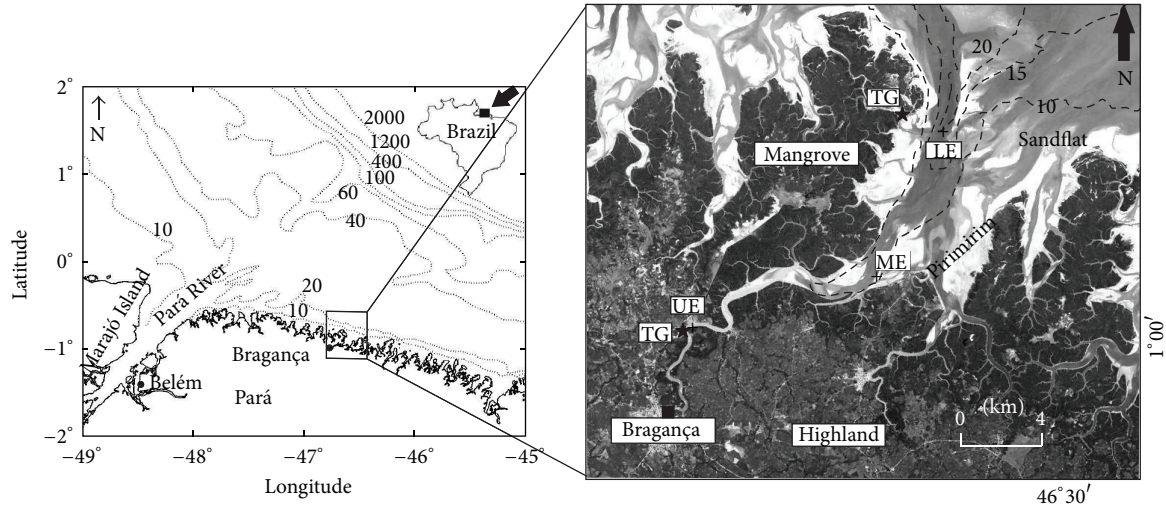 2°
1°
0°
−1°
−2°
Latitude
−49
−48
−47
−46
−45
Longitude
N
2000
1200
400
100
60
40
10
20
10
Brazil
Marajó Island
Pará River
Belém
Bragança
Pará
20
15
10
N
TG
LE
Sandflat
Mangrove
ME
Pirimirim
UE
TG
Bragança
Highland
(km)
0 4
1°00′
46°30′